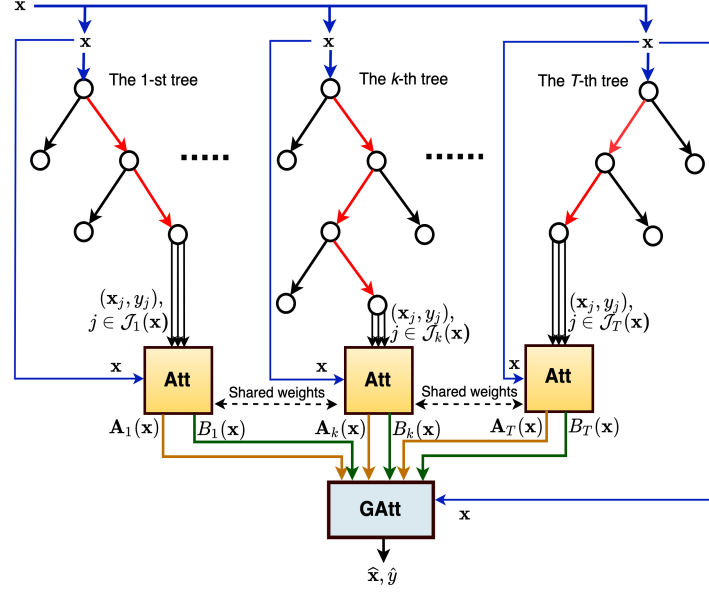 x
x x x
The 1-st tree The k-th tree The T-th tree
(x_j, y_j), (x_j, y_j), (x_j, y_j),
j ∈ 𝒥_1(x) j ∈ 𝒥_k(x) j ∈ 𝒥_T(x)
x x x
Att Att Att
Shared weights Shared weights
A_1(x) B_1(x) A_k(x) B_k(x) A_T(x) B_T(x)
GAtt
x
x̂, ŷ